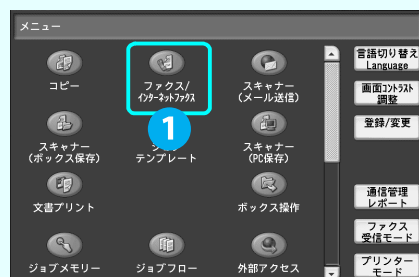 メニュー
言語切り替え
Language
コピー
ファクス/
インターネットファクス
スキャナー
(メール送信)
画面コントラスト
調整
登録/変更
1
スキャナー
(ボックス保存)
テンプレート
スキャナー
(PC保存)
文書プリント
ボックス操作
通信管理
レポート
ファクス
受信モード
ジョブメモリー
ジョブフロー
外部アクセス
プリンター
モード